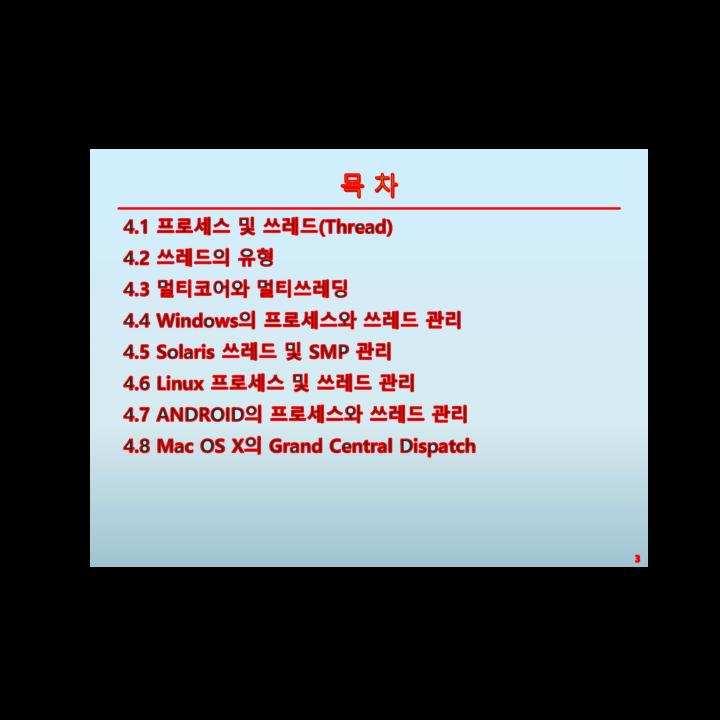 목 차
4.1 프로세스 및 쓰레드(Thread)
4.2 쓰레드의 유형
4.3 멀티코어와 멀티쓰레딩
4.4 Windows의 프로세스와 쓰레드 관리
4.5 Solaris 쓰레드 및 SMP 관리
4.6 Linux 프로세스 및 쓰레드 관리
4.7 ANDROID의 프로세스와 쓰레드 관리
4.8 Mac OS X의 Grand Central Dispatch
3